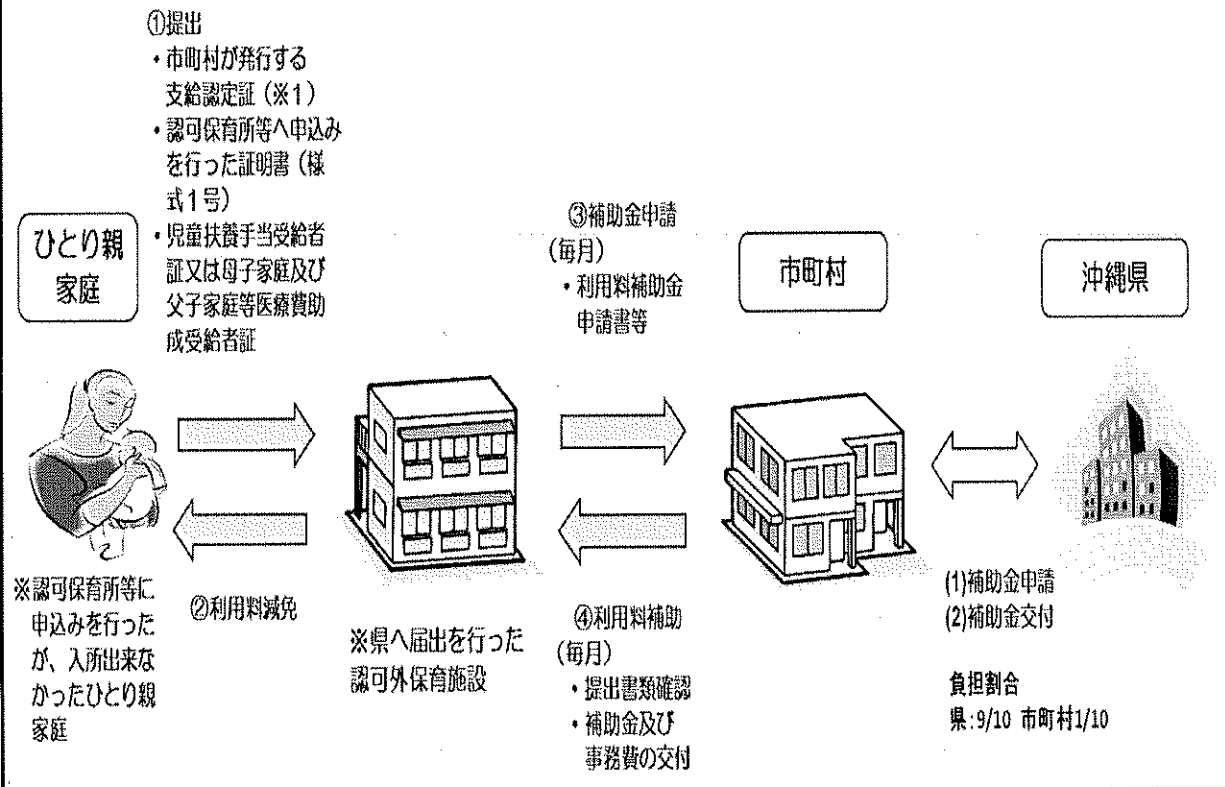 ①提出
・市町村が発行する
支給認定証（※1）
・認可保育所等へ申込み
を行った証明書（様
式1号）
・児童扶養手当受給者
証又は母子家庭及び
父子家庭等医療費助
成受給者証
ひとり親
家庭
③補助金申請
（毎月）
・利用料補助金
申請書等
市町村
沖縄県
※認可保育所等に
申込みを行った
が、入所出来な
かったひとり親
家庭
②利用料減免
※県へ届出を行った
認可外保育施設
④利用料補助
（毎月）
・提出書類確認
・補助金及び
事務費の交付
(1)補助金申請
(2)補助金交付
負担割合
県:9/10 市町村1/10